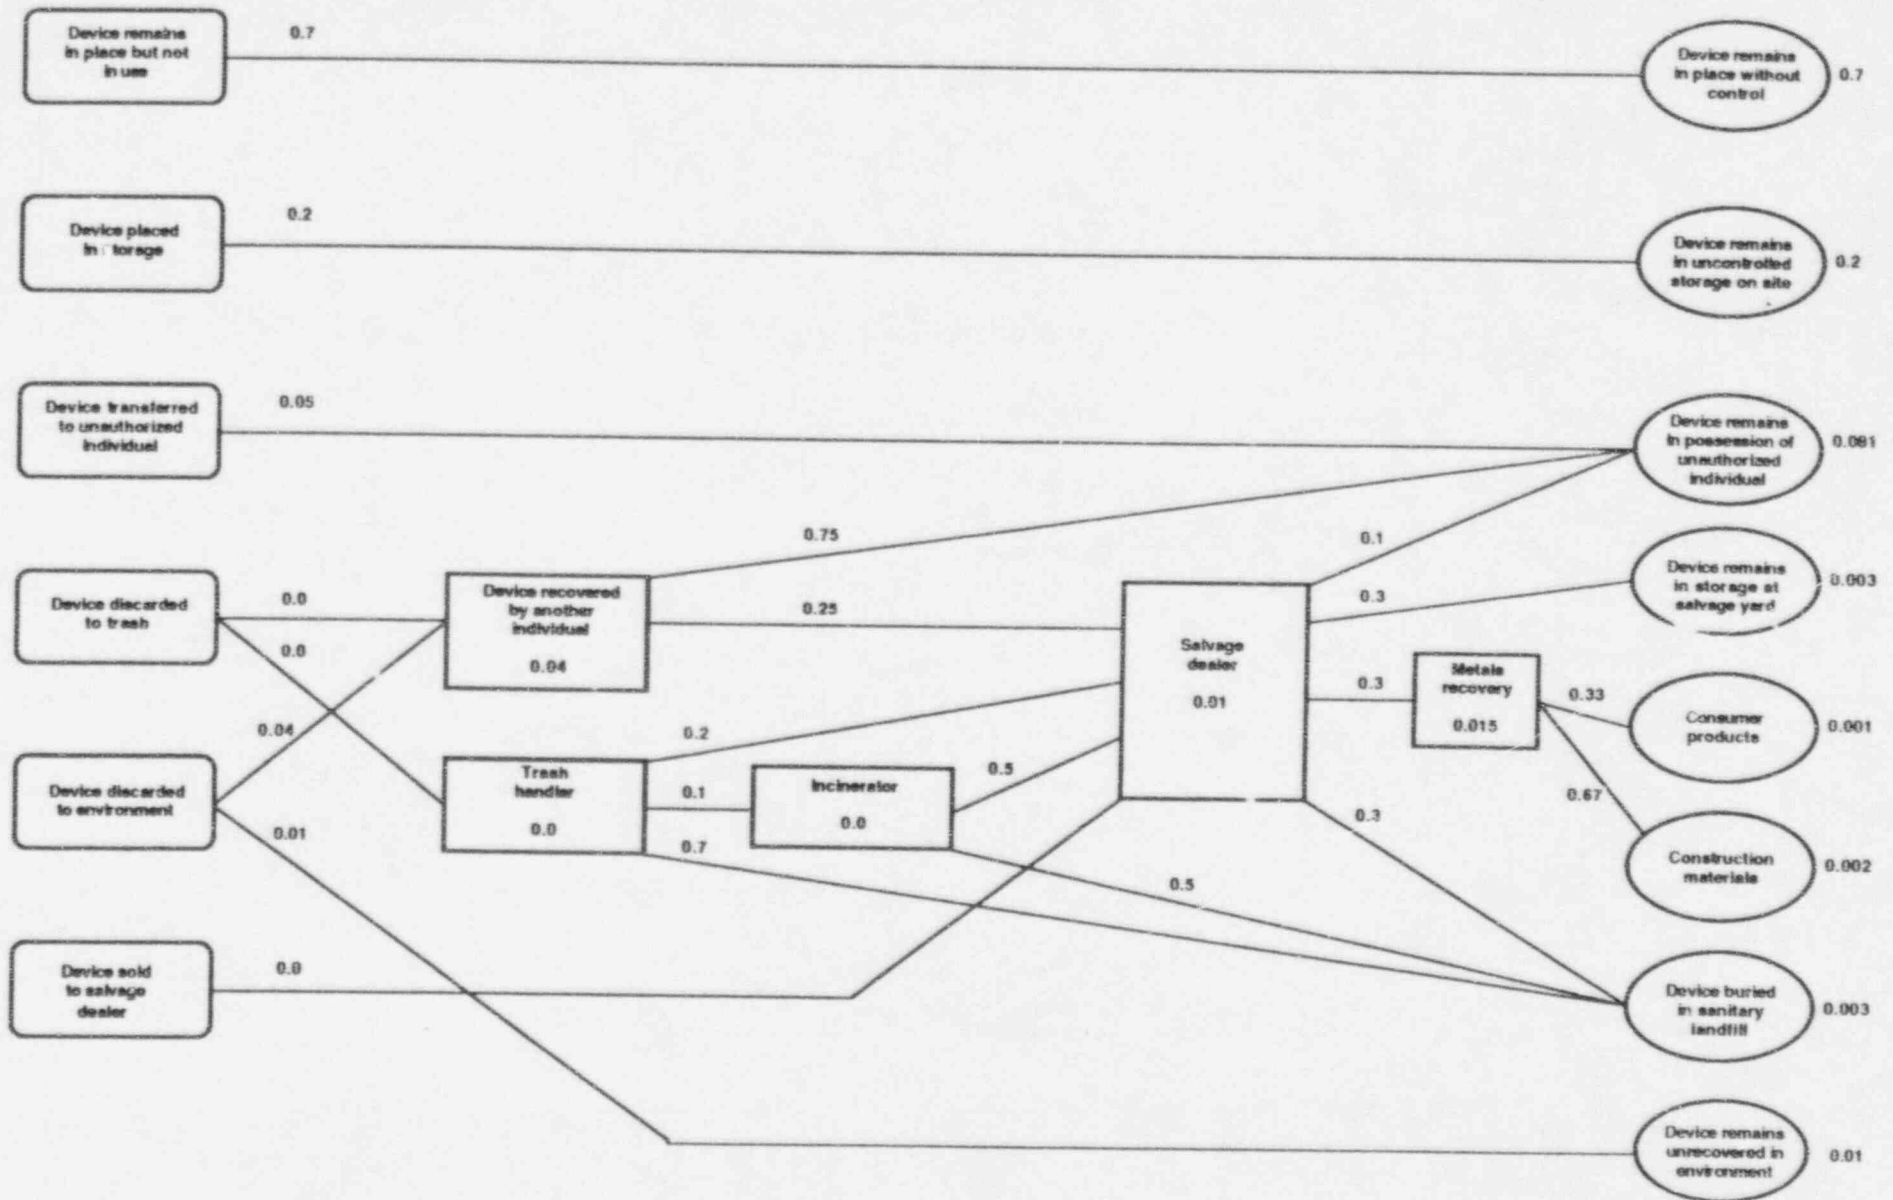 Device remains
in place but not
in use
0.7
Device remains
in place without
control
0.7
Device placed
in torage
0.2
Device remains
in uncontrolled
storage on site
0.2
Device transferred
to unauthorized
individual
0.05
Device remains
in possession of
unauthorized
individual
0.081
0.75
0.1
Device discarded
to trash
0.0
0.0
Device recovered
by another
individual
0.04
0.25
0.3
Device remains
in storage at
salvage yard
0.003
Salvage
dealer
0.01
0.3
Metals
recovery
0.015
0.33
Consumer
products
0.001
Device discarded
to environment
0.04
0.01
Trash
handler
0.0
0.2
0.1
0.7
Incinerator
0.0
0.5
0.5
0.3
0.67
Construction
materials
0.002
Device sold
to salvage
dealer
0.0
Device buried
in sanitary
landfill
0.003
Device remains
unrecovered in
environment
0.01